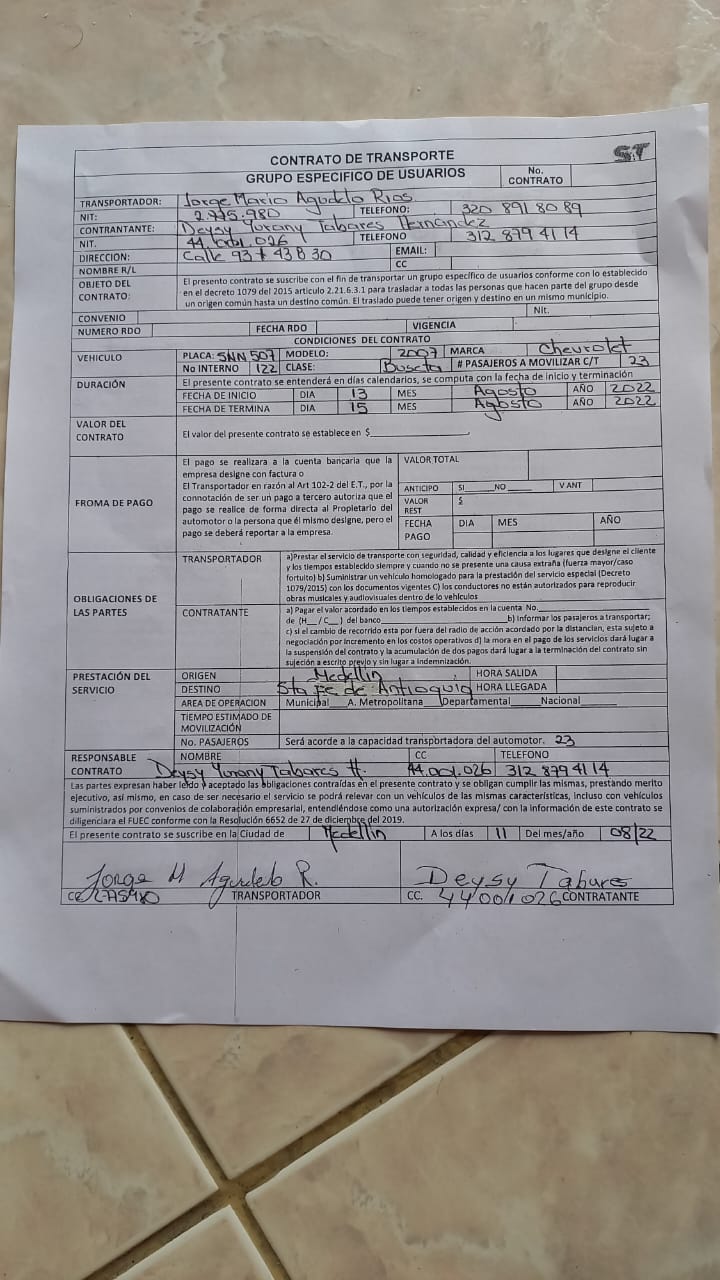 CONTRATO DE TRANSPORTE
ST
GRUPO ESPECIFICO DE USUARIOS
No. CONTRATO
TRANSPORTADOR: Jorge Mario Agudelo Rios
NIT: 2.775.980 TELEFONO: 320 891 80 89
CONTRANTANTE: Deysy Yurany Tabares Hernandez
NIT. 44.001.026 TELEFONO 312 879 41 14
DIRECCION: Calle 93 # 43 B 30 EMAIL:
NOMBRE R/L CC
OBJETO DEL CONTRATO:
El presente contrato se suscribe con el fin de transportar un grupo específico de usuarios conforme con lo establecido
en el decreto 1079 del 2015 articulo 2.21.6.3.1 para trasladar a todas las personas que hacen parte del grupo desde
un origen común hasta un destino común. El traslado puede tener origen y destino en un mismo municipio.
CONVENIO Nit.
NUMERO RDO FECHA RDO VIGENCIA
CONDICIONES DEL CONTRATO
VEHICULO
PLACA: SNN 507 MODELO: 2007 MARCA Chevrolet
No INTERNO 122 CLASE: Buseta # PASAJEROS A MOVILIZAR C/T 23
DURACIÓN
El presente contrato se entenderá en días calendarios, se computa con la fecha de inicio y terminación
FECHA DE INICIO DIA 13 MES Agosto AÑO 2022
FECHA DE TERMINA DIA 15 MES Agosto AÑO 2022
VALOR DEL CONTRATO
El valor del presente contrato se establece en $
FROMA DE PAGO
El pago se realizara a la cuenta bancaria que la
empresa designe con factura o
El Transportador en razón al Art 102-2 del E.T., por la
connotación de ser un pago a tercero autoriza que el
pago se realice de forma directa al Propietario del
automotor o la persona que él mismo designe, pero el
pago se deberá reportar a la empresa.
VALOR TOTAL
ANTICIPO SI____NO____ V ANT
VALOR REST $
FECHA PAGO DIA MES AÑO
OBLIGACIONES DE LAS PARTES
TRANSPORTADOR
a)Prestar el servicio de transporte con seguridad, calidad y eficiencia a los lugares que designe el cliente
y los tiempos establecido siempre y cuando no se presente una causa extraña (fuerza mayor/caso
fortuito) b) Suministrar un vehículo homologado para la prestación del servicio especial (Decreto
1079/2015) con los documentos vigentes C) los conductores no están autorizados para reproducir
obras musicales y audiovisuales dentro de lo vehículos
CONTRATANTE
a) Pagar el valor acordado en los tiempos establecidos en la cuenta No.
de (H__/ C__) del banco____________b) Informar los pasajeros a transportar;
c) si el cambio de recorrido esta por fuera del radio de acción acordado por la distancian, esta sujeto a
negociación por incremento en los costos operativos d] la mora en el pago de los servicios dará lugar a
la suspensión del contrato y la acumulación de dos pagos dará lugar a la terminación del contrato sin
sujeción a escrito previo y sin lugar a indemnización.
PRESTACIÓN DEL SERVICIO
ORIGEN Medellin HORA SALIDA
DESTINO Sta Fe de Antioquia HORA LLEGADA
AREA DE OPERACION Municipal____A. Metropolitana____Departamental____Nacional____
TIEMPO ESTIMADO DE MOVILIZACIÓN
No. PASAJEROS Será acorde a la capacidad transportadora del automotor. 23
RESPONSABLE CONTRATO
NOMBRE CC TELEFONO
Deysy Yurany Tabares H. 44.001.026 312 879 41 14
Las partes expresan haber leído y aceptado las obligaciones contraídas en el presente contrato y se obligan cumplir las mismas, prestando merito
ejecutivo, así mismo, en caso de ser necesario el servicio se podrá relevar con un vehículos de las mismas características, incluso con vehículos
suministrados por convenios de colaboración empresarial, entendiéndose como una autorización expresa/ con la información de este contrato se
diligenciara el FUEC conforme con la Resolución 6652 de 27 de diciembre del 2019.
El presente contrato se suscribe en la Ciudad de Medellin A los días 11 Del mes/año 08/22
Jorge M Agudelo R. Deysy Tabares
CC 2775980 TRANSPORTADOR CC. 44001026 CONTRATANTE